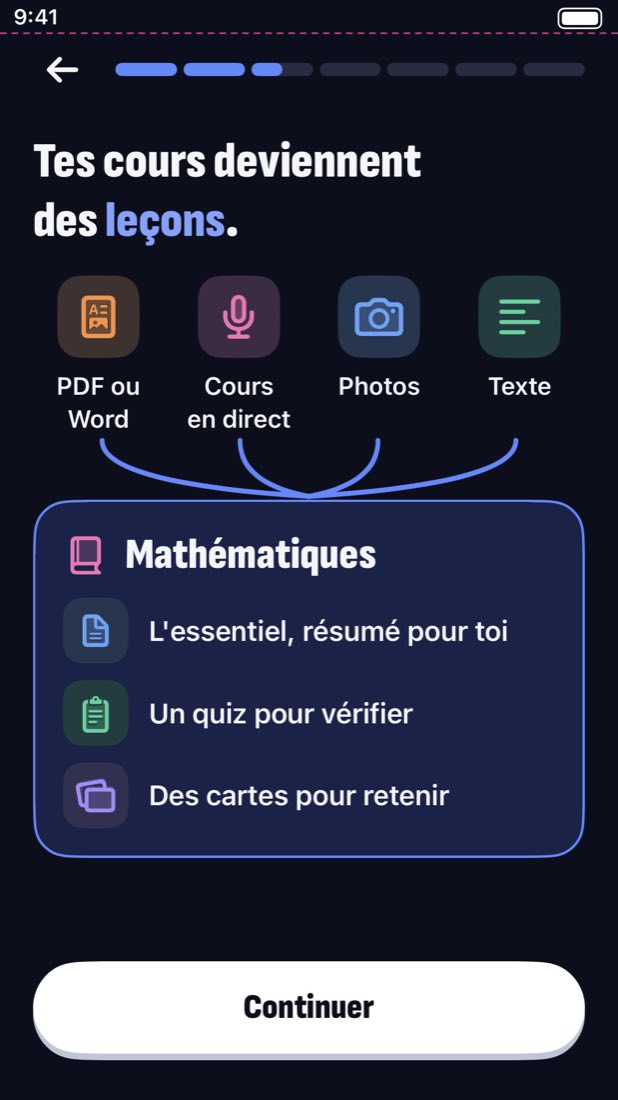 9:41
Tes cours deviennent
des leçons.
PDF ou
Word
Cours
en direct
Photos
Texte
Mathématiques
L'essentiel, résumé pour toi
Un quiz pour vérifier
Des cartes pour retenir
Continuer